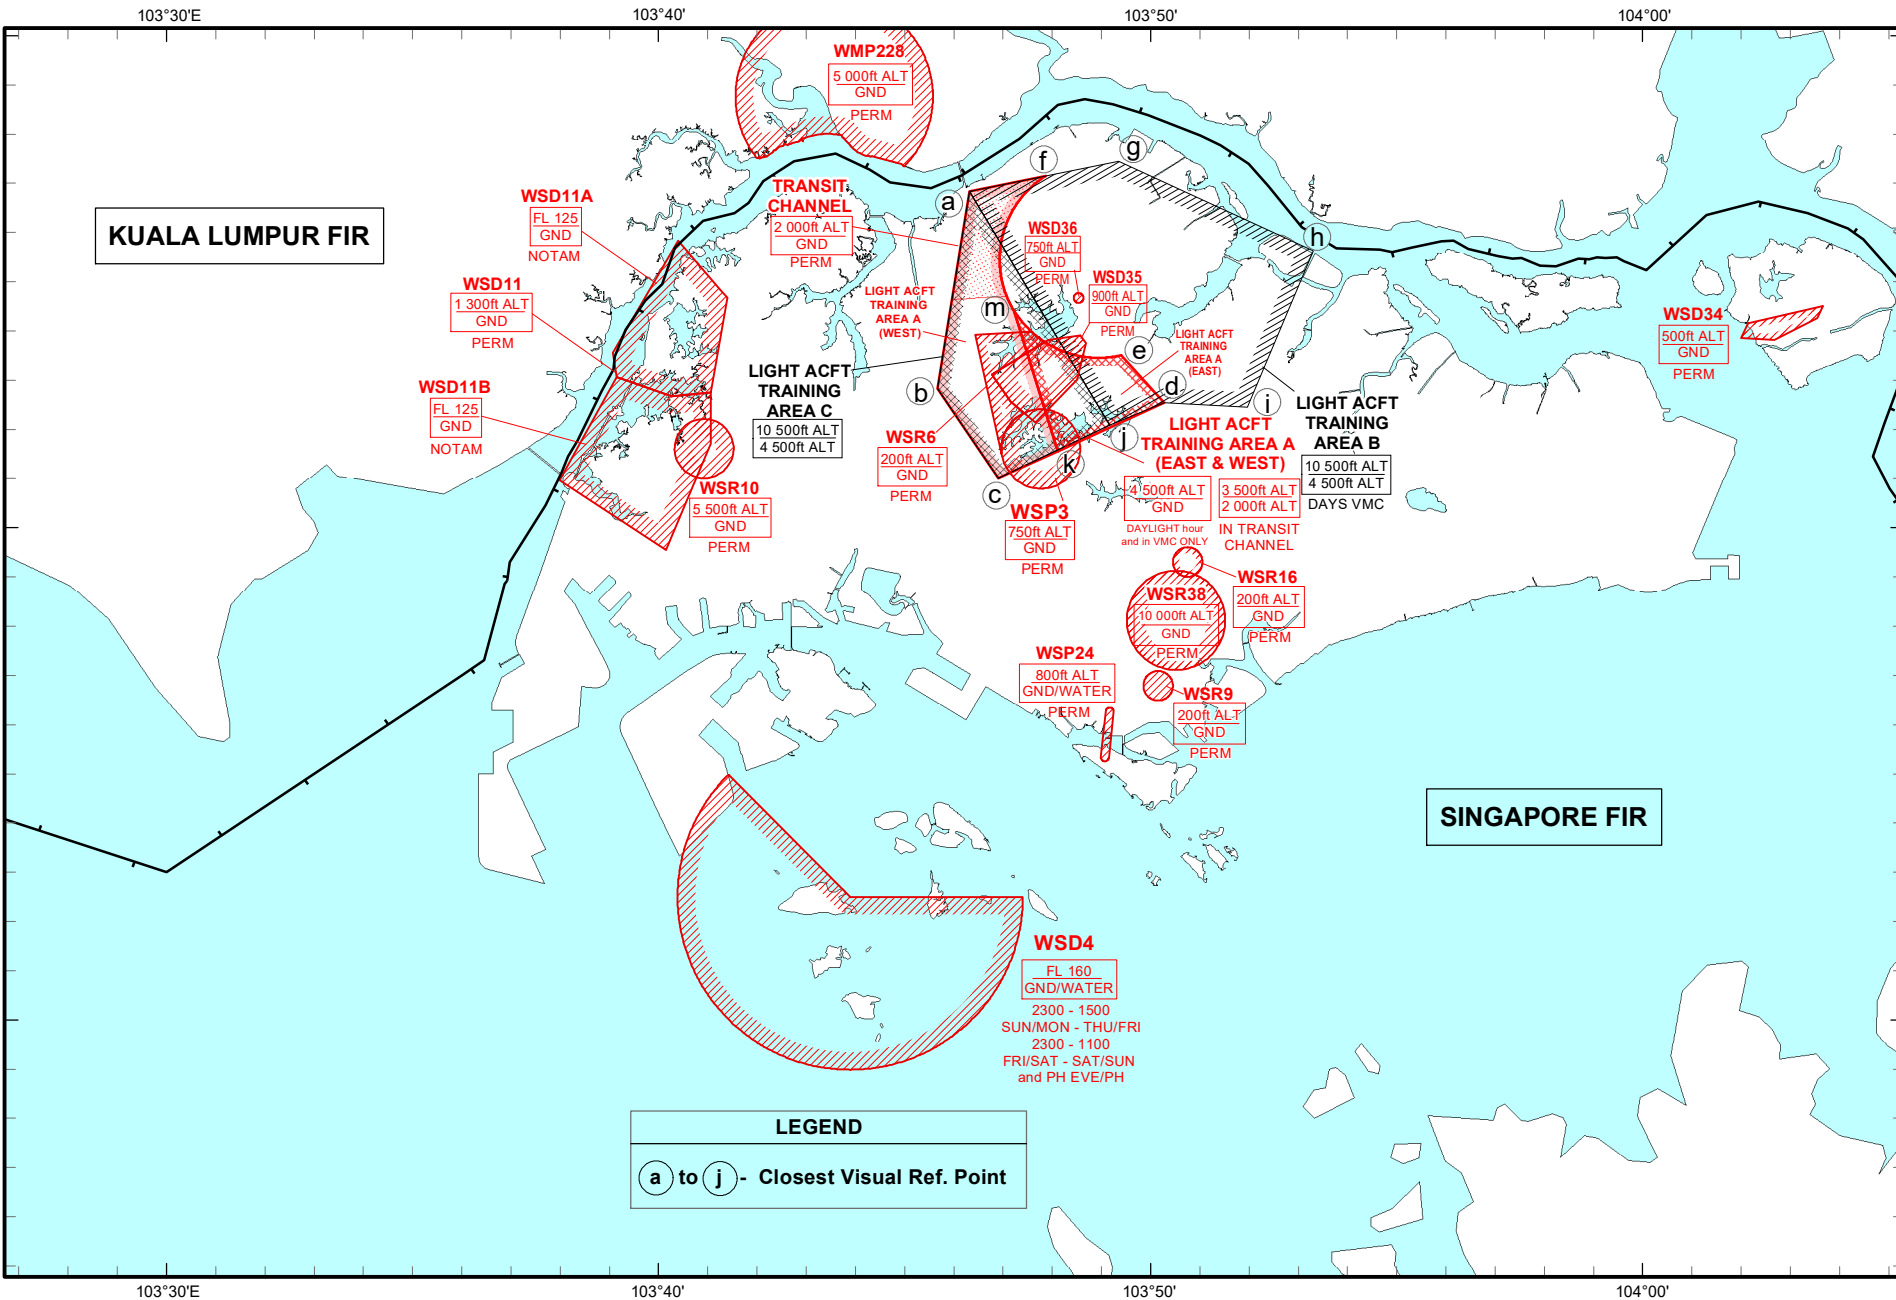 103°30'E
103°40'
103°50'
104°00'
WMP228
5 000ft ALT
GND
PERM
KUALA LUMPUR FIR
WSD11A
FL 125
GND
NOTAM
TRANSIT
CHANNEL
2 000ft ALT
GND
PERM
a
f
g
h
WSD36
750ft ALT
GND
PERM
WSD35
900ft ALT
GND
PERM
WSD11
1 300ft ALT
GND
PERM
LIGHT ACFT
TRAINING
AREA A
(WEST)
m
e
LIGHT ACFT
TRAINING
AREA A
(EAST)
WSD34
500ft ALT
GND
PERM
WSD11B
FL 125
GND
NOTAM
LIGHT ACFT
TRAINING
AREA C
10 500ft ALT
4 500ft ALT
b
d
i
j
k
c
WSR6
200ft ALT
GND
PERM
LIGHT ACFT
TRAINING AREA A
(EAST & WEST)
4 500ft ALT
GND
DAYLIGHT hour
and in VMC ONLY
3 500ft ALT
2 000ft ALT
IN TRANSIT
CHANNEL
LIGHT ACFT
TRAINING
AREA B
10 500ft ALT
4 500ft ALT
DAYS VMC
WSR10
5 500ft ALT
GND
PERM
WSP3
750ft ALT
GND
PERM
WSR16
200ft ALT
GND
PERM
WSR38
10 000ft ALT
GND
PERM
WSP24
800ft ALT
GND/WATER
PERM
WSR9
200ft ALT
GND
PERM
SINGAPORE FIR
WSD4
FL 160
GND/WATER
2300 - 1500
SUN/MON - THU/FRI
2300 - 1100
FRI/SAT - SAT/SUN
and PH EVE/PH
LEGEND
a to j - Closest Visual Ref. Point
103°30'E
103°40'
103°50'
104°00'